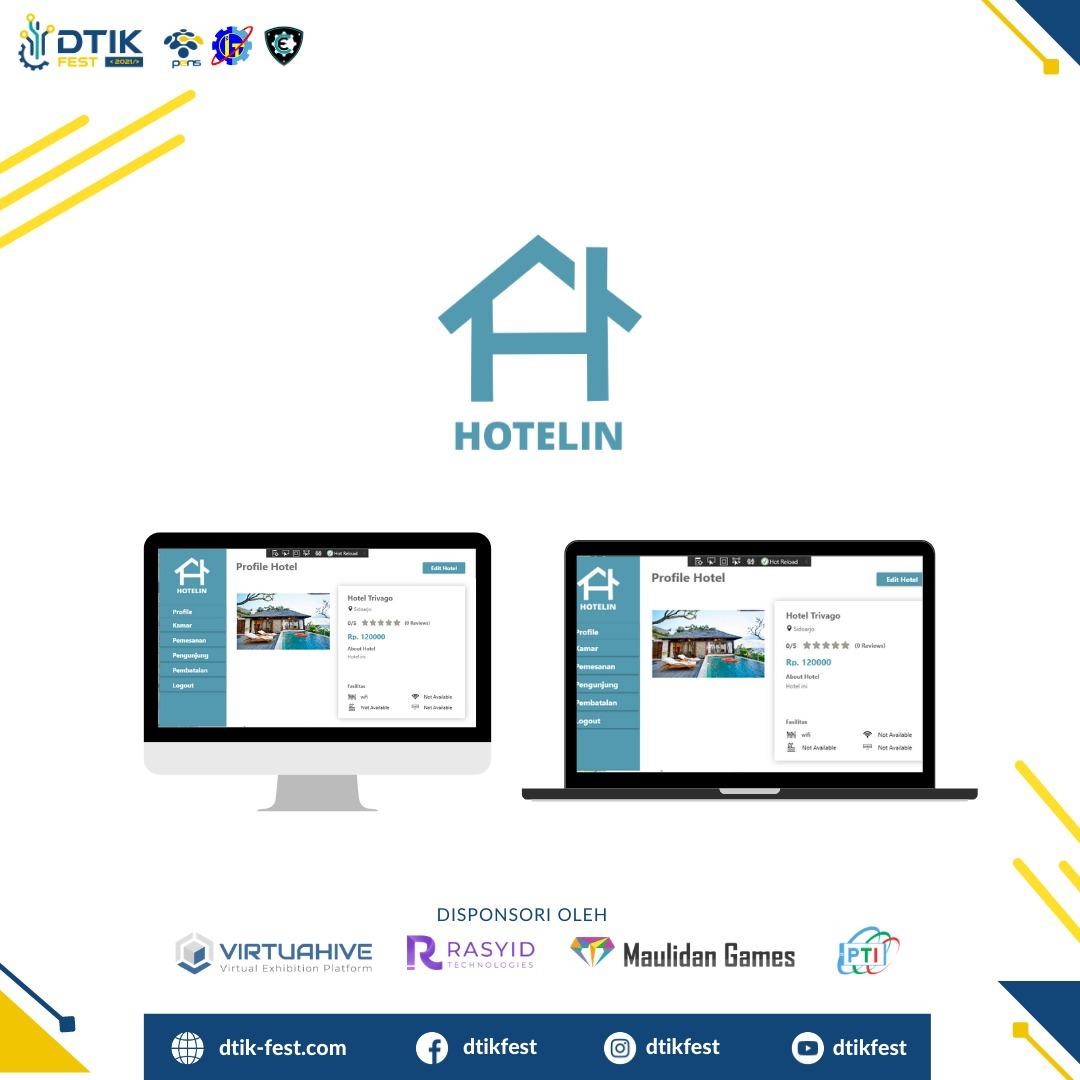 DTIK
FEST <2021/>
pens
HOTELIN
Hot Reload
HOTELIN
Profile
Kamar
Pemesanan
Pengunjung
Pembatalan
Logout
Profile Hotel
Edit Hotel
Hotel Trivago
Sidoarjo
0/5 (0 Reviews)
Rp. 120000
About Hotel
Hotel ini
Fasilitas
wifi Not Available
Not Available Not Available
Hot Reload
HOTELIN
Profile
Kamar
Pemesanan
Pengunjung
Pembatalan
Logout
Profile Hotel
Edit Hotel
Hotel Trivago
Sidoarjo
0/5 (0 Reviews)
Rp. 120000
About Hotel
Hotel ini
Fasilitas
wifi Not Available
Not Available Not Available
DISPONSORI OLEH
VIRTUAHIVE
Virtual Exhibition Platform
RASYID
TECHNOLOGIES
Maulidan Games
PTI
dtik-fest.com dtikfest dtikfest dtikfest